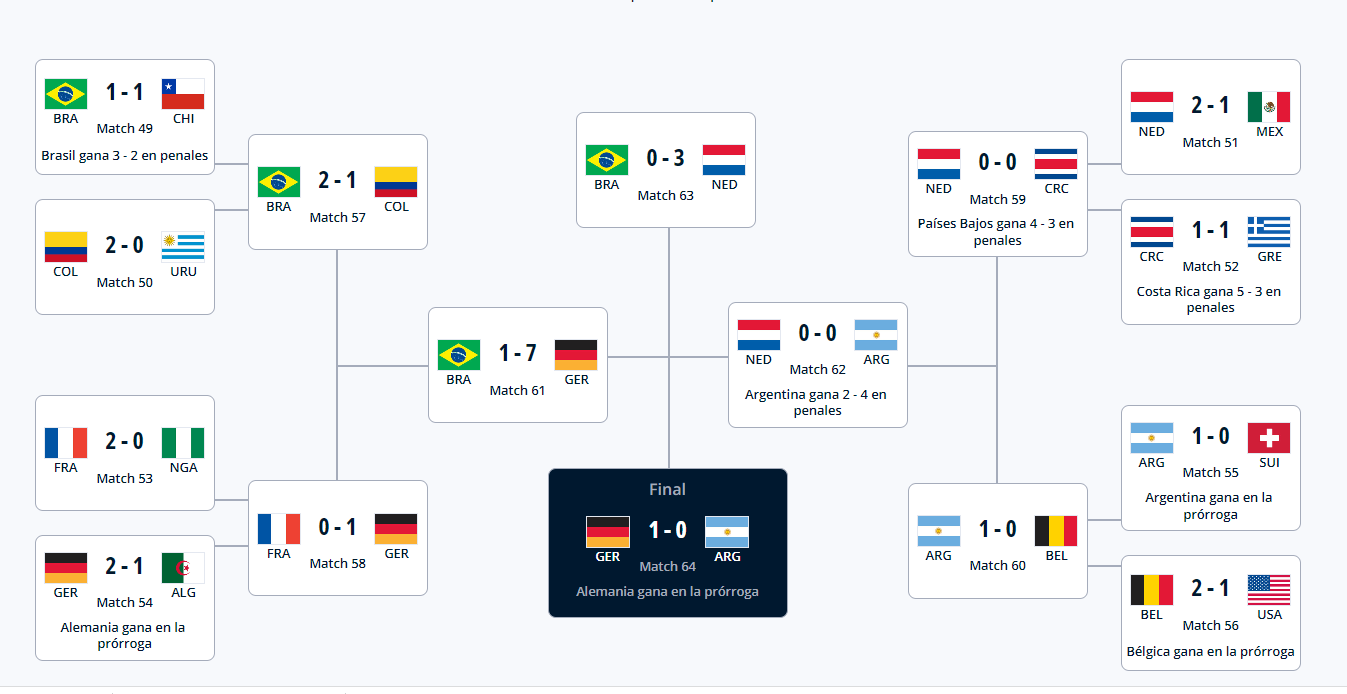 1 - 1
BRA
CHI
Match 49
Brasil gana 3 - 2 en penales
2 - 0
COL
URU
Match 50
2 - 1
BRA
COL
Match 57
2 - 0
FRA
NGA
Match 53
2 - 1
GER
ALG
Match 54
Alemania gana en la
prórroga
0 - 1
FRA
GER
Match 58
1 - 7
BRA
GER
Match 61
0 - 3
BRA
NED
Match 63
Final
1 - 0
GER
ARG
Match 64
Alemania gana en la prórroga
0 - 0
NED
ARG
Match 62
Argentina gana 2 - 4 en
penales
0 - 0
NED
CRC
Match 59
Países Bajos gana 4 - 3 en
penales
1 - 0
ARG
BEL
Match 60
2 - 1
NED
MEX
Match 51
1 - 1
CRC
GRE
Match 52
Costa Rica gana 5 - 3 en
penales
1 - 0
ARG
SUI
Match 55
Argentina gana en la
prórroga
2 - 1
BEL
USA
Match 56
Bélgica gana en la prórroga